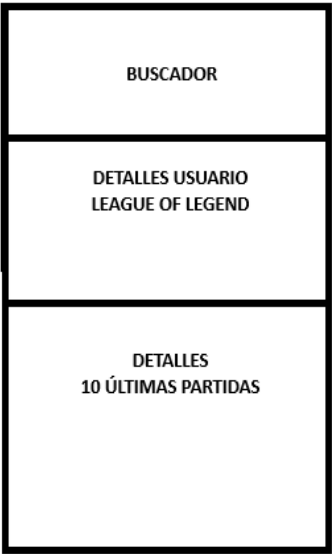 BUSCADOR
DETALLES USUARIO
LEAGUE OF LEGEND
DETALLES
10 ÚLTIMAS PARTIDAS